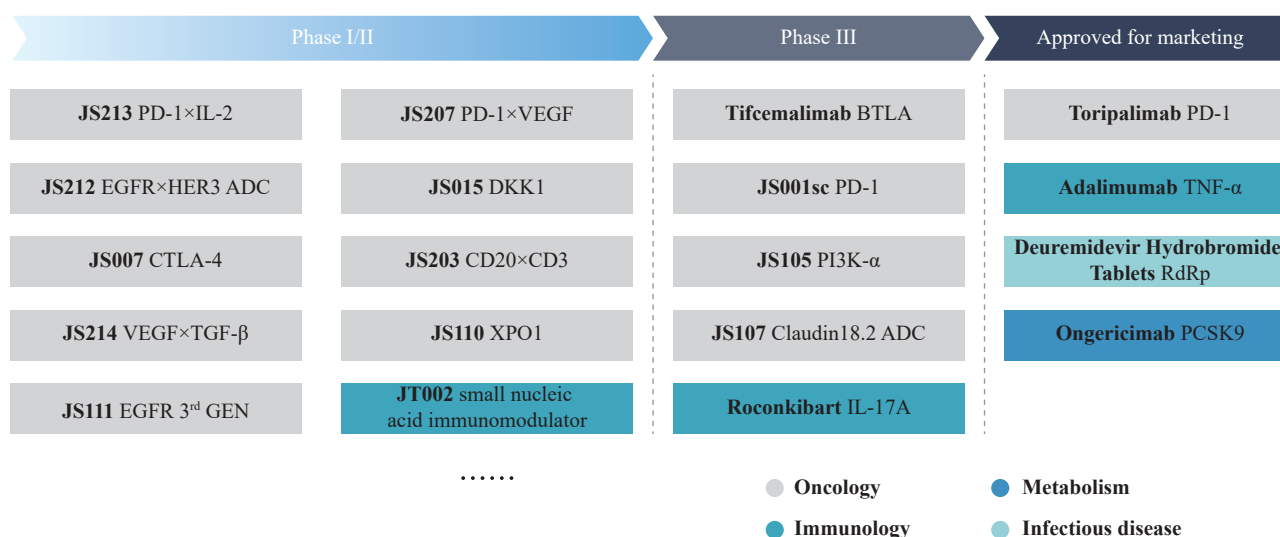 Phase I/II
Phase III
Approved for marketing
JS213 PD-1×IL-2
JS207 PD-1×VEGF
Tifcemalimab BTLA
Toripalimab PD-1
JS212 EGFR×HER3 ADC
JS015 DKK1
JS001sc PD-1
Adalimumab TNF-α
JS007 CTLA-4
JS203 CD20×CD3
JS105 PI3K-α
Deuremidevir Hydrobromide
Tablets RdRp
JS214 VEGF×TGF-β
JS110 XPO1
JS107 Claudin18.2 ADC
Ongericimab PCSK9
JS111 EGFR 3rd GEN
JT002 small nucleic
acid immunomodulator
Roconkibart IL-17A
......
Oncology
Metabolism
Immunology
Infectious disease